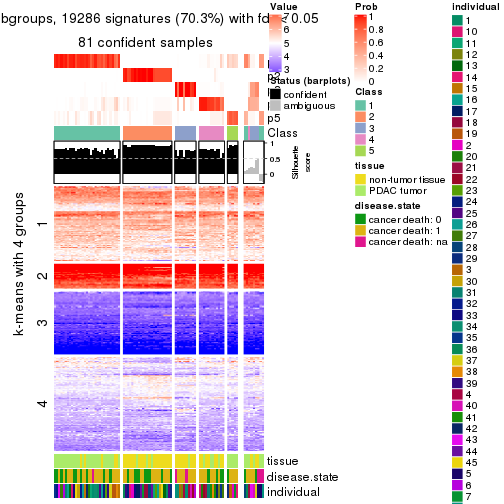 bgroups, 19286 signatures (70.3%) with fd
0.05
81 confident samples
p5
Class
1
0.5
0
Silhouette
score
k-means with 4 groups
1
2
3
4
tissue
disease.state
individual
Value
7
6
5
4
3
Status (barplots)
confident
ambiguous
Prob
1
0.8
0.6
0.4
0.2
0
Class
1
2
3
4
5
tissue
non-tumor tissue
PDAC tumor
disease.state
cancer death: 0
cancer death: 1
cancer death: na
individual
1
10
11
12
13
14
15
16
17
18
19
2
20
21
22
23
24
25
26
27
28
29
3
30
31
32
33
34
35
36
37
38
39
4
40
41
42
43
44
45
5
6
7